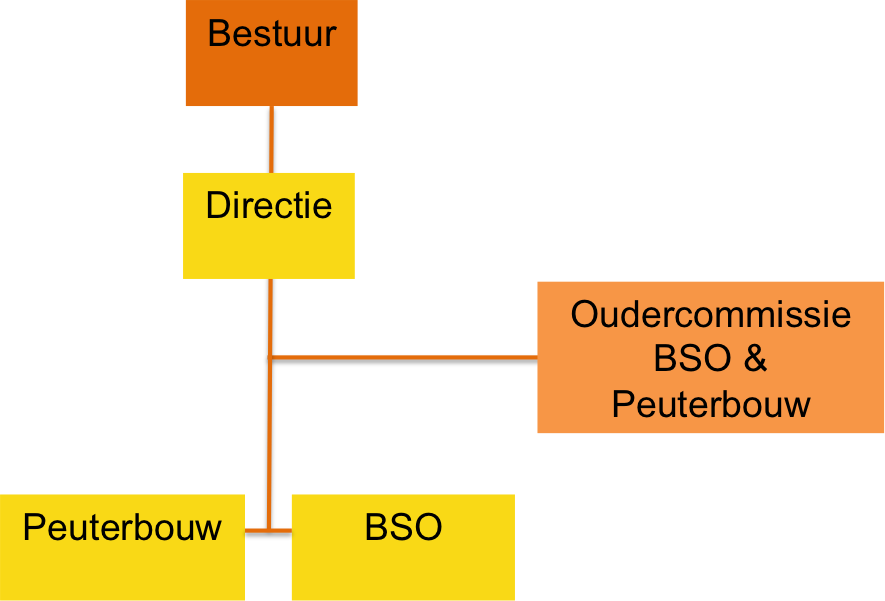 Bestuur
Directie
Oudercommissie
BSO &
Peuterbouw
Peuterbouw
BSO